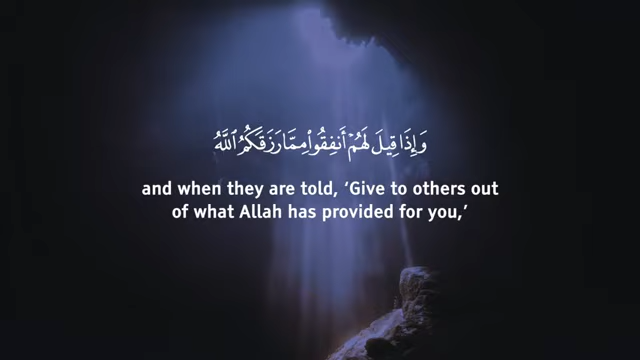 وَإِذَا قِيلَ لَهُمۡ أَنفِقُواْ مِمَّا رَزَقَكُمُ ٱللَّهُ
and when they are told, ‘Give to others out
of what Allah has provided for you,’